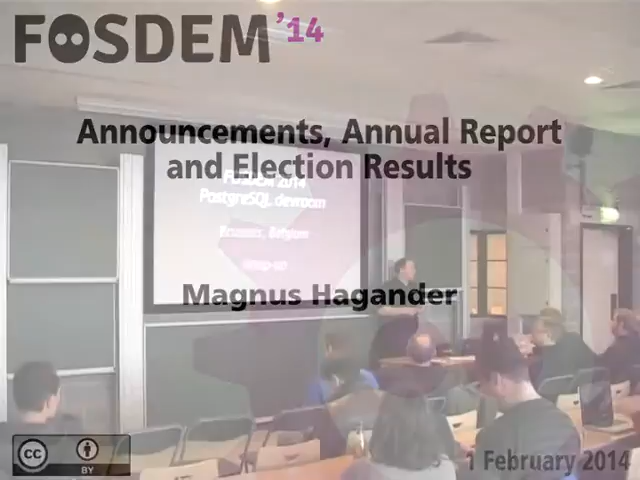 FOSDEM '14
Announcements, Annual Report
and Election Results
FOSDEM 2014
PostgreSQL devroom
Brussels, Belgium
Magnus Hagander
CC BY
1 February 2014